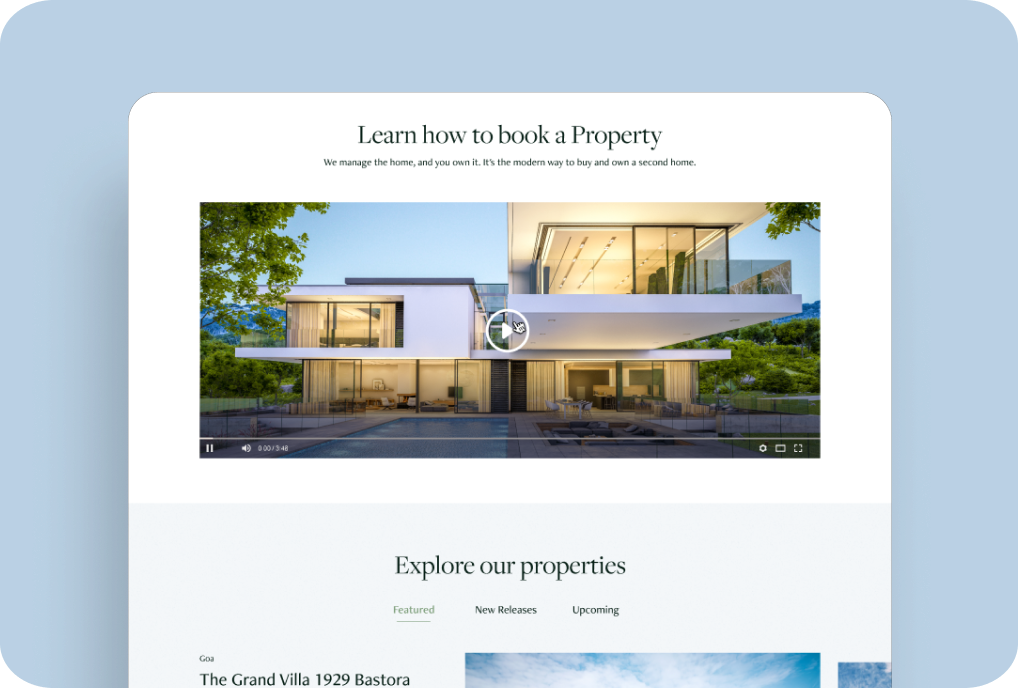 Learn how to book a Property
We manage the home, and you own it. It's the modern way to buy and own a second home.
0:00 / 3:48
Explore our properties
Featured New Releases Upcoming
Goa
The Grand Villa 1929 Bastora